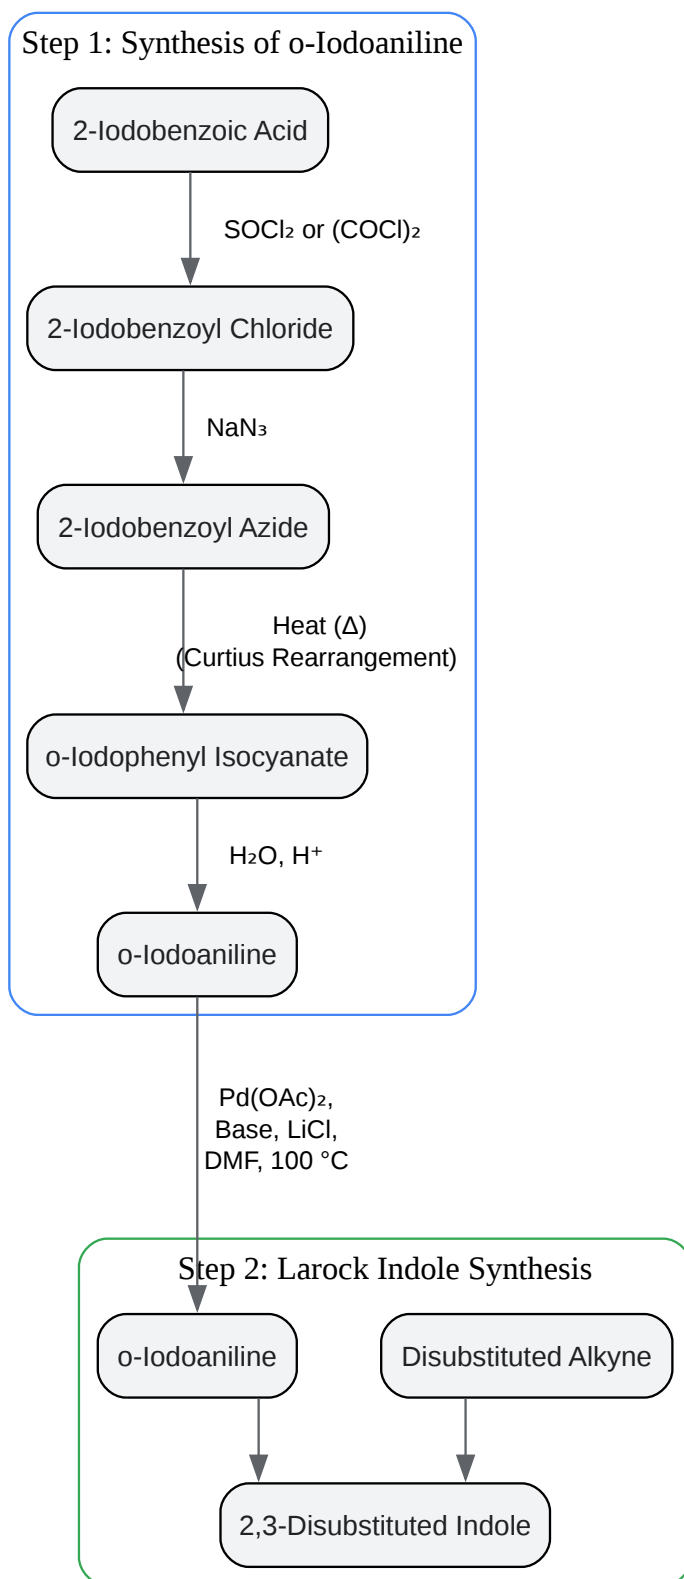 Step 1: Synthesis of o-Iodoaniline
2-Iodobenzoic Acid
SOCl₂ or (COCl)₂
2-Iodobenzoyl Chloride
NaN₃
2-Iodobenzoyl Azide
Heat (Δ)
(Curtius Rearrangement)
o-Iodophenyl Isocyanate
H₂O, H⁺
o-Iodoaniline
Pd(OAc)₂,
Base, LiCl,
DMF, 100 °C
Step 2: Larock Indole Synthesis
o-Iodoaniline
Disubstituted Alkyne
2,3-Disubstituted Indole